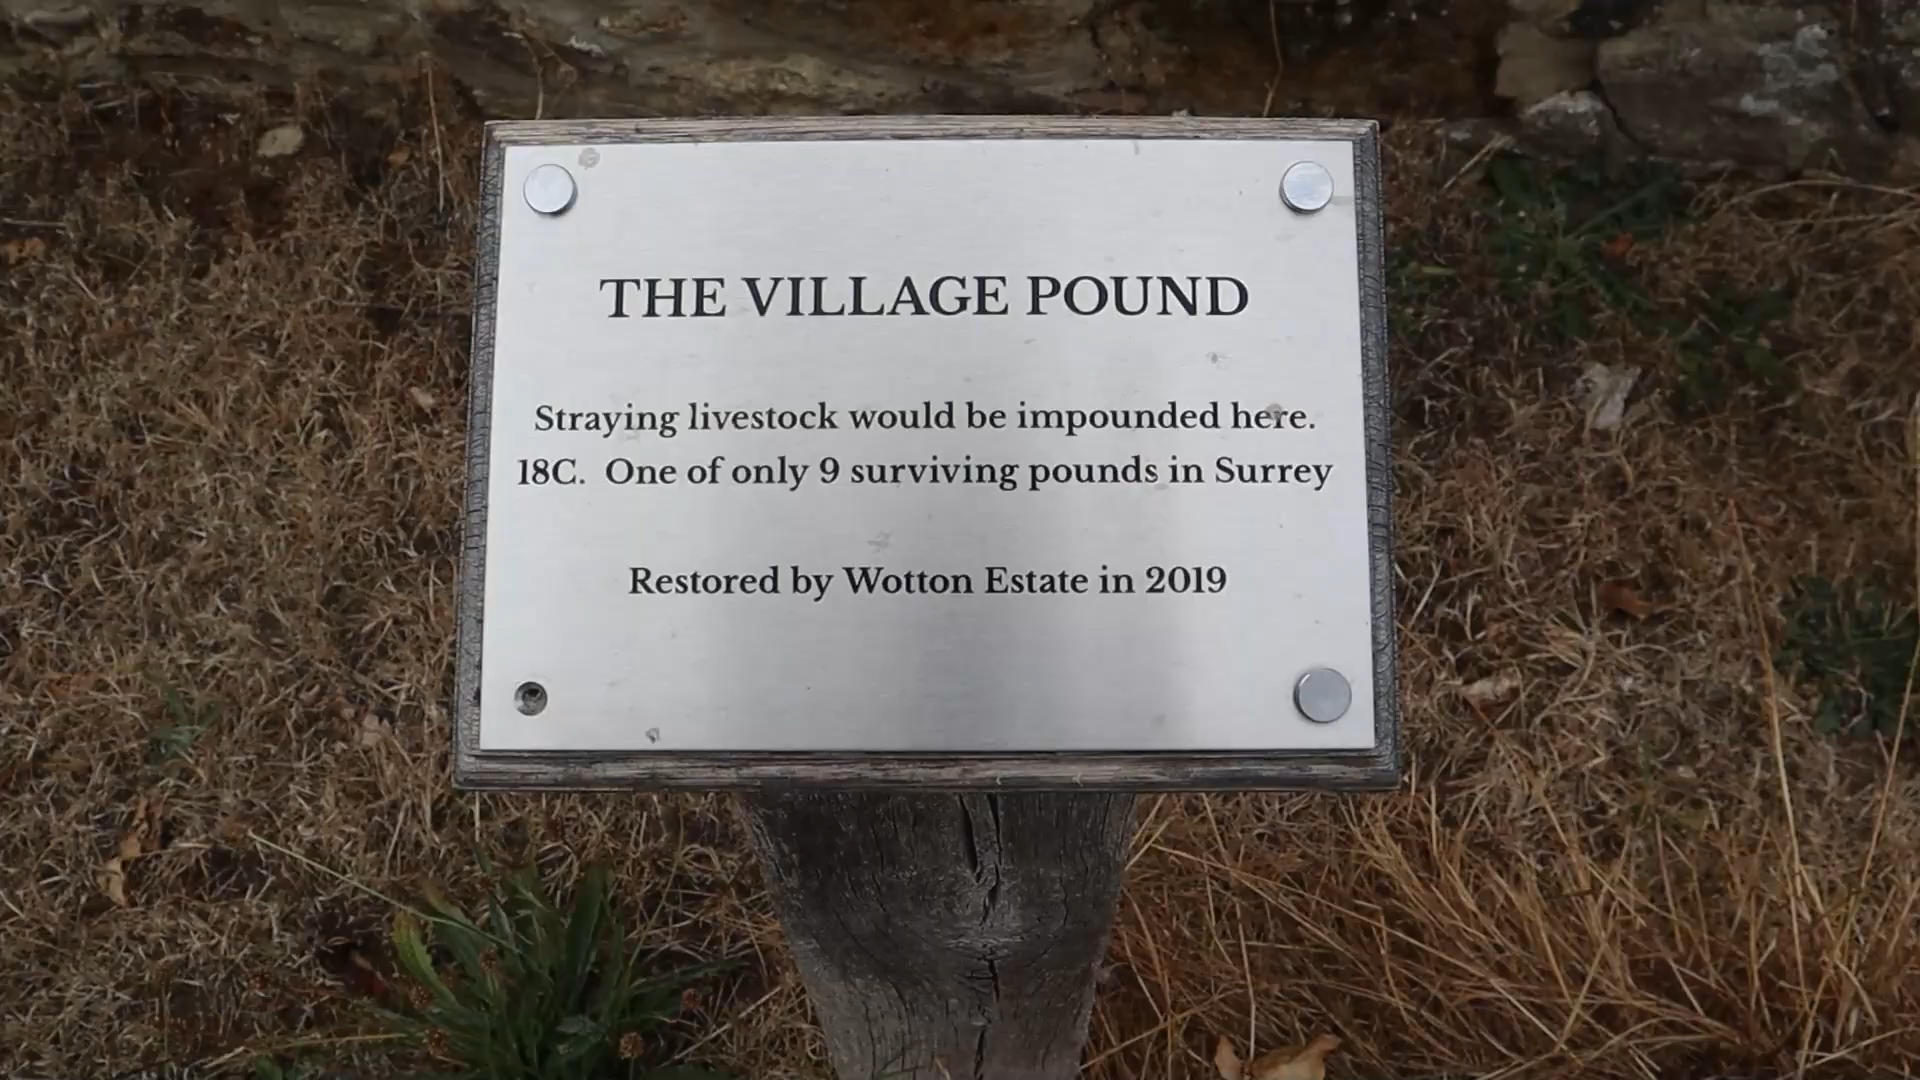 THE VILLAGE POUND
Straying livestock would be impounded here.
18C. One of only 9 surviving pounds in Surrey
Restored by Wotton Estate in 2019